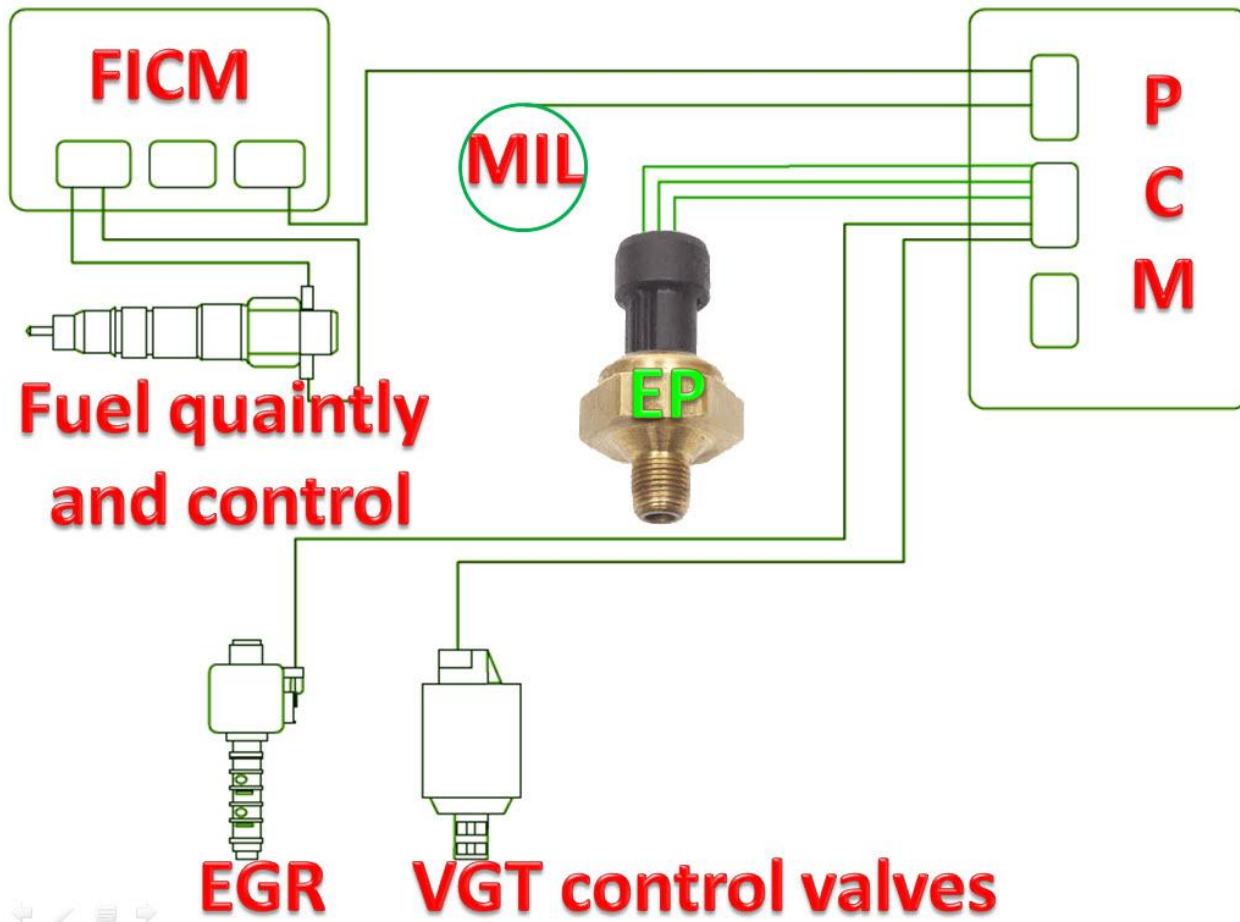 FICM
P
C
M
MIL
EP
Fuel quaintly
and control
EGR
VGT control valves